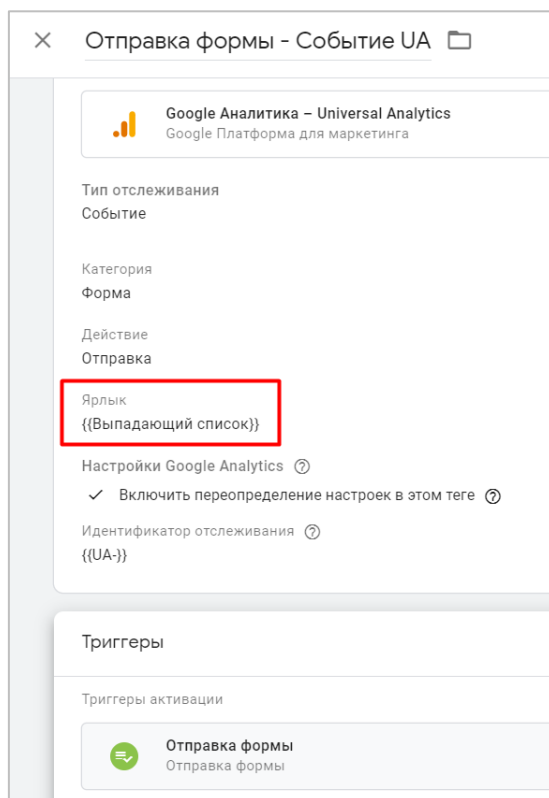 Отправка формы - Событие UA
Google Аналитика – Universal Analytics
Google Платформа для маркетинга
Тип отслеживания
Событие
Категория
Форма
Действие
Отправка
Ярлык
{{Выпадающий список}}
Настройки Google Analytics
Включить переопределение настроек в этом теге
Идентификатор отслеживания
{{UA-}}
Триггеры
Триггеры активации
Отправка формы
Отправка формы